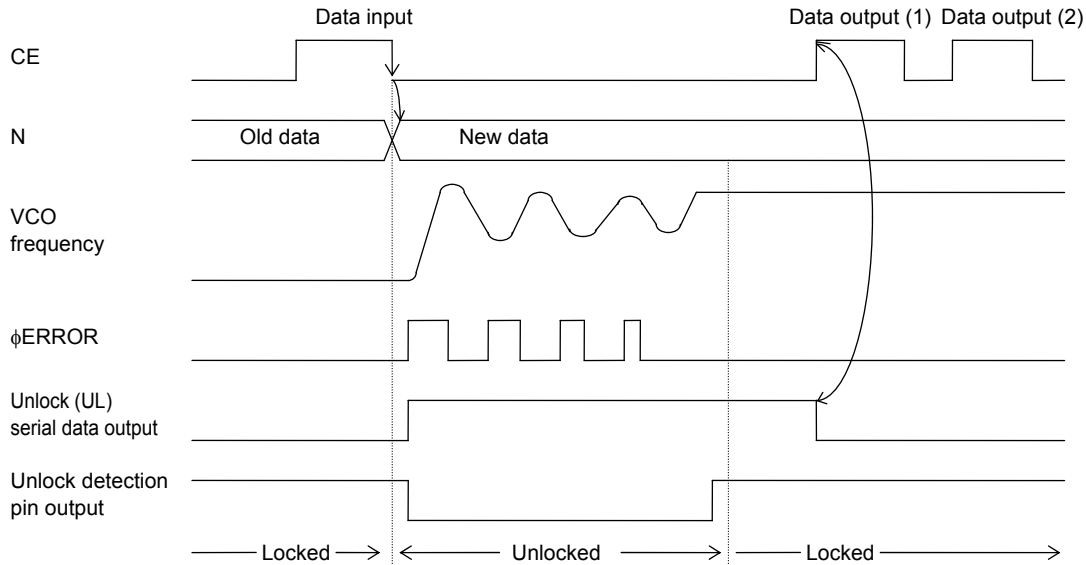 Data input
Data output (1)
Data output (2)
CE
N
Old data
New data
VCO
frequency
ϕERROR
Unlock (UL)
serial data output
Unlock detection
pin output
Locked
Unlocked
Locked